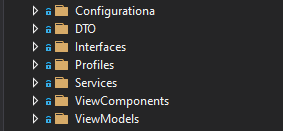 Configurationa
DTO
Interfaces
Profiles
Services
ViewComponents
ViewModels